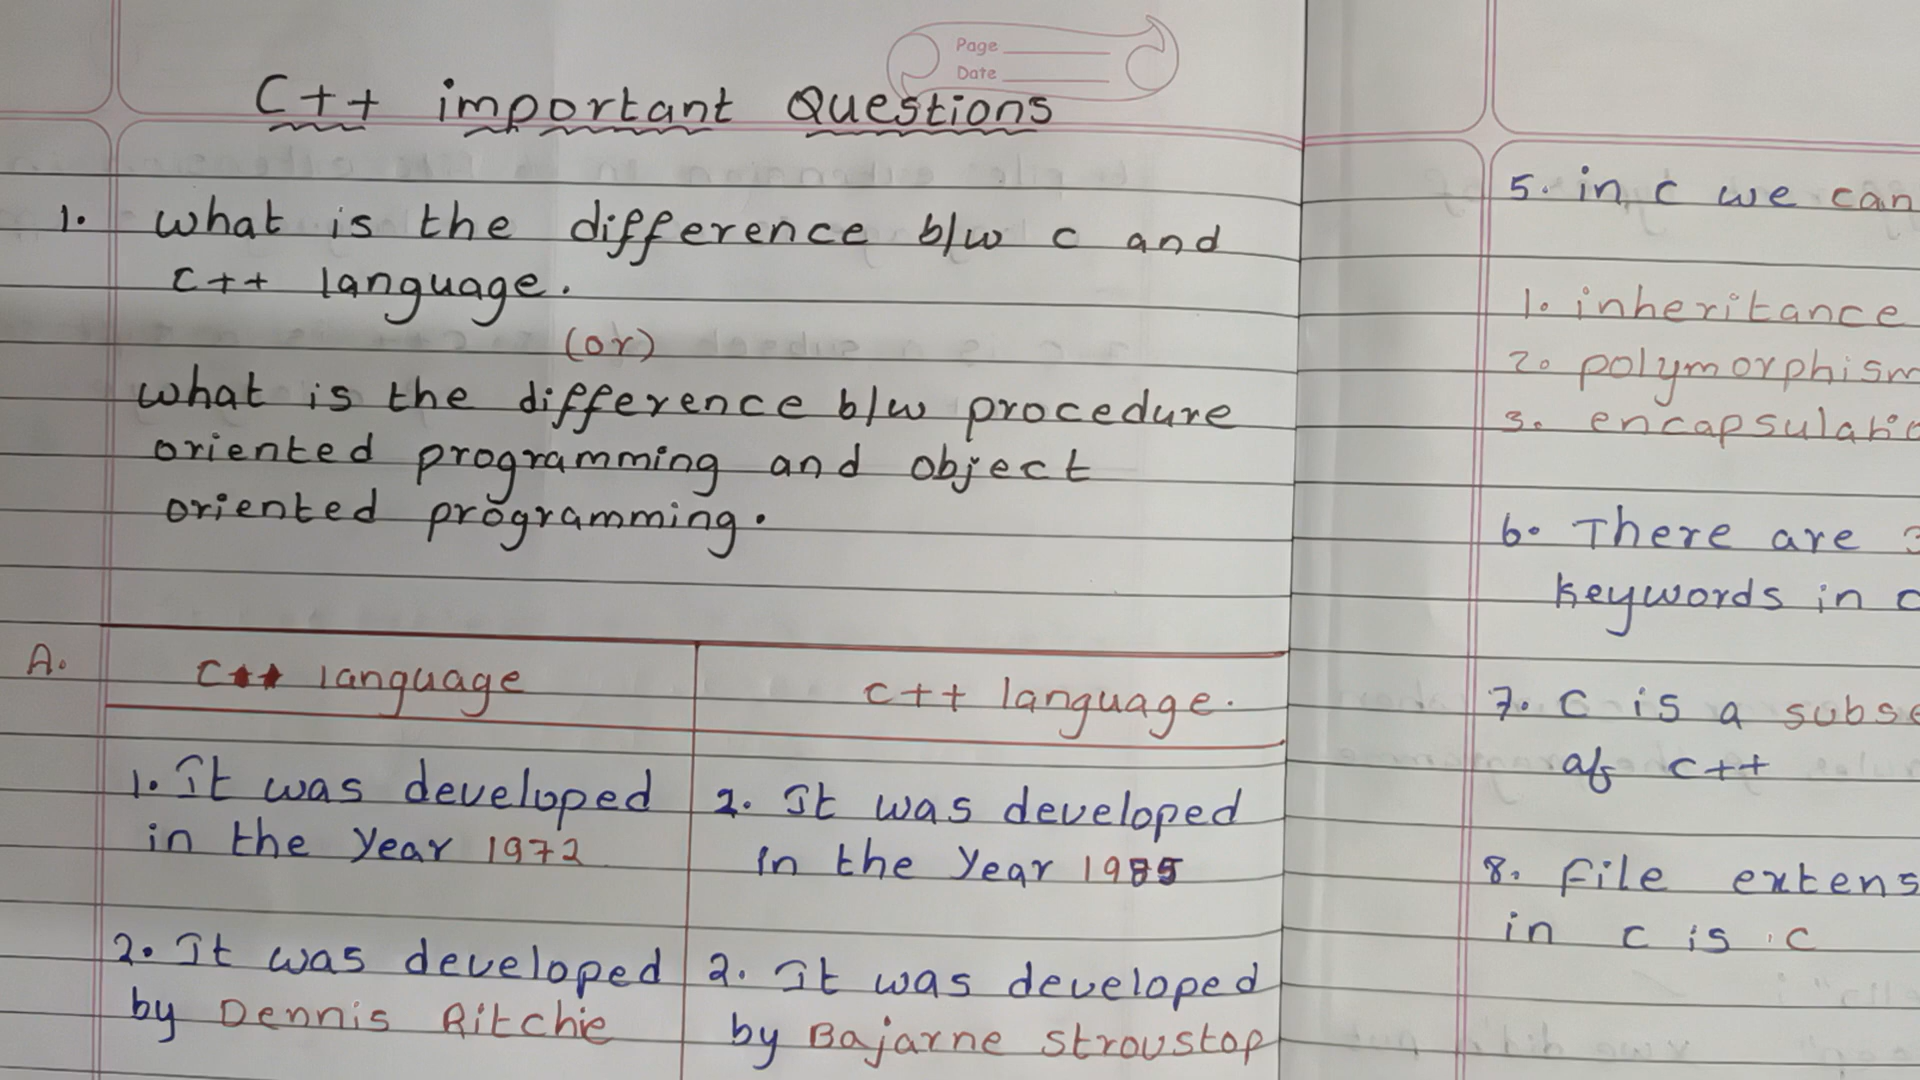 Page
Date
C++ important Questions
1. what is the difference b/w c and
c++ language.
(or)
what is the difference b/w procedure
oriented programming and object
oriented programming.
A. C language
c++ language.
1. It was developed
in the Year 1972
2. It was developed
by Dennis Ritchie
1. It was developed
in the Year 1985
2. It was developed
by Bajarne Stroustop
5. in c we can
1. inheritance
2. polymorphism
3. encapsulatio
6. There are 3
keywords in c
7. C is a subse
of c++
8. File extens
in c is .c